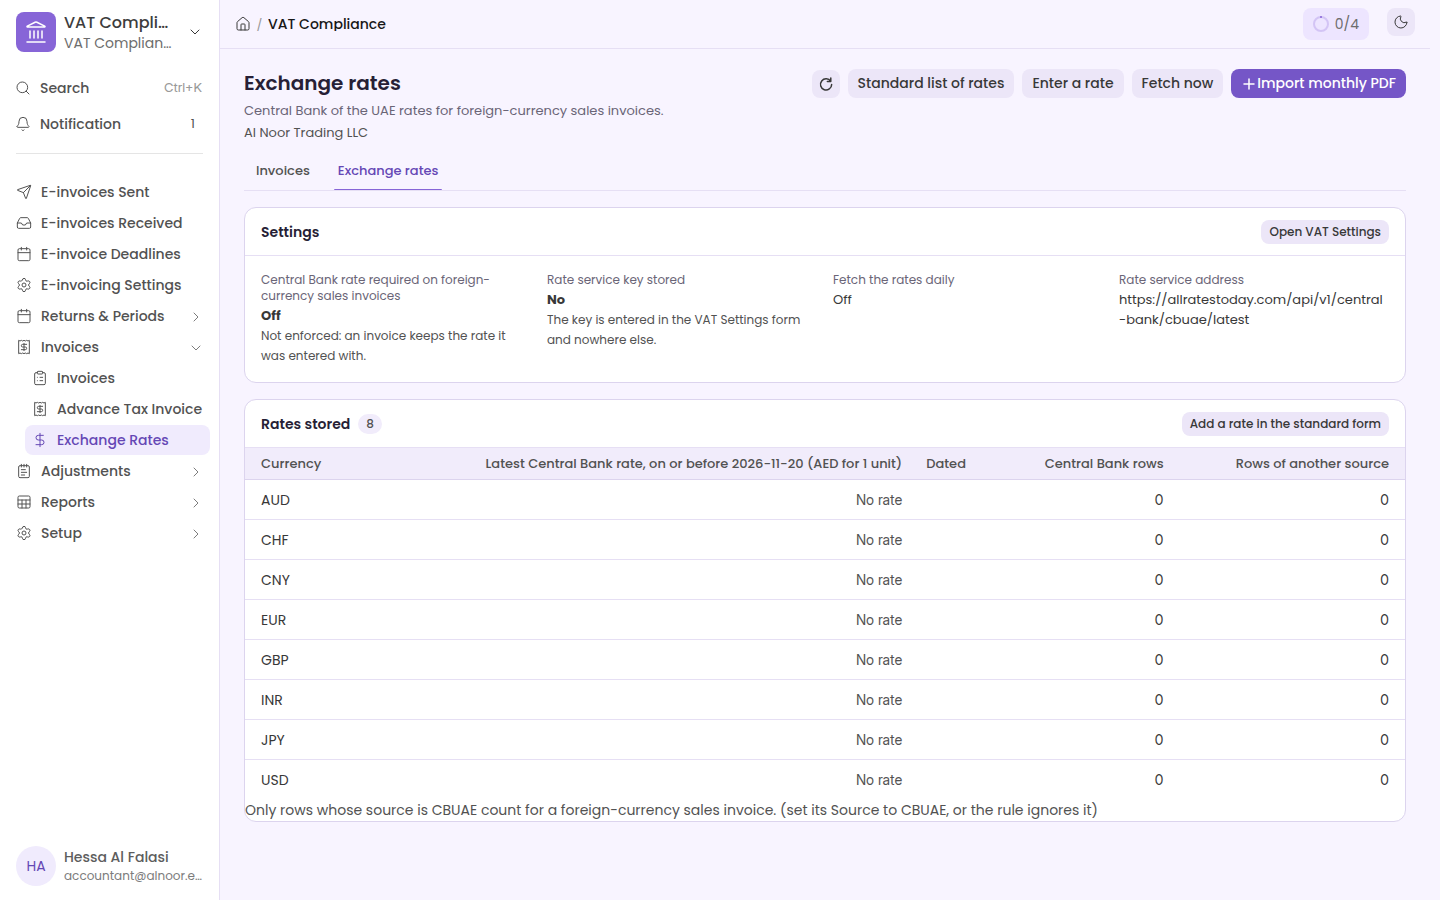 VAT Compli...
VAT Complian...
Search Ctrl+K
Notification 1
E-invoices Sent
E-invoices Received
E-invoice Deadlines
E-invoicing Settings
Returns & Periods
Invoices
Invoices
Advance Tax Invoice
Exchange Rates
Adjustments
Reports
Setup
HA
Hessa Al Falasi
accountant@alnoor.e...
/ VAT Compliance
0/4
Exchange rates
Standard list of rates
Enter a rate
Fetch now
+Import monthly PDF
Central Bank of the UAE rates for foreign-currency sales invoices.
Al Noor Trading LLC
Invoices Exchange rates
Settings
Open VAT Settings
Central Bank rate required on foreign-
currency sales invoices
Off
Not enforced: an invoice keeps the rate it
was entered with.
Rate service key stored
No
The key is entered in the VAT Settings form
and nowhere else.
Fetch the rates daily
Off
Rate service address
https://allratestoday.com/api/v1/central
-bank/cbuae/latest
Rates stored 8
Add a rate in the standard form
Currency Latest Central Bank rate, on or before 2026-11-20 (AED for 1 unit) Dated Central Bank rows Rows of another source
AUD No rate 0 0
CHF No rate 0 0
CNY No rate 0 0
EUR No rate 0 0
GBP No rate 0 0
INR No rate 0 0
JPY No rate 0 0
USD No rate 0 0
Only rows whose source is CBUAE count for a foreign-currency sales invoice. (set its Source to CBUAE, or the rule ignores it)